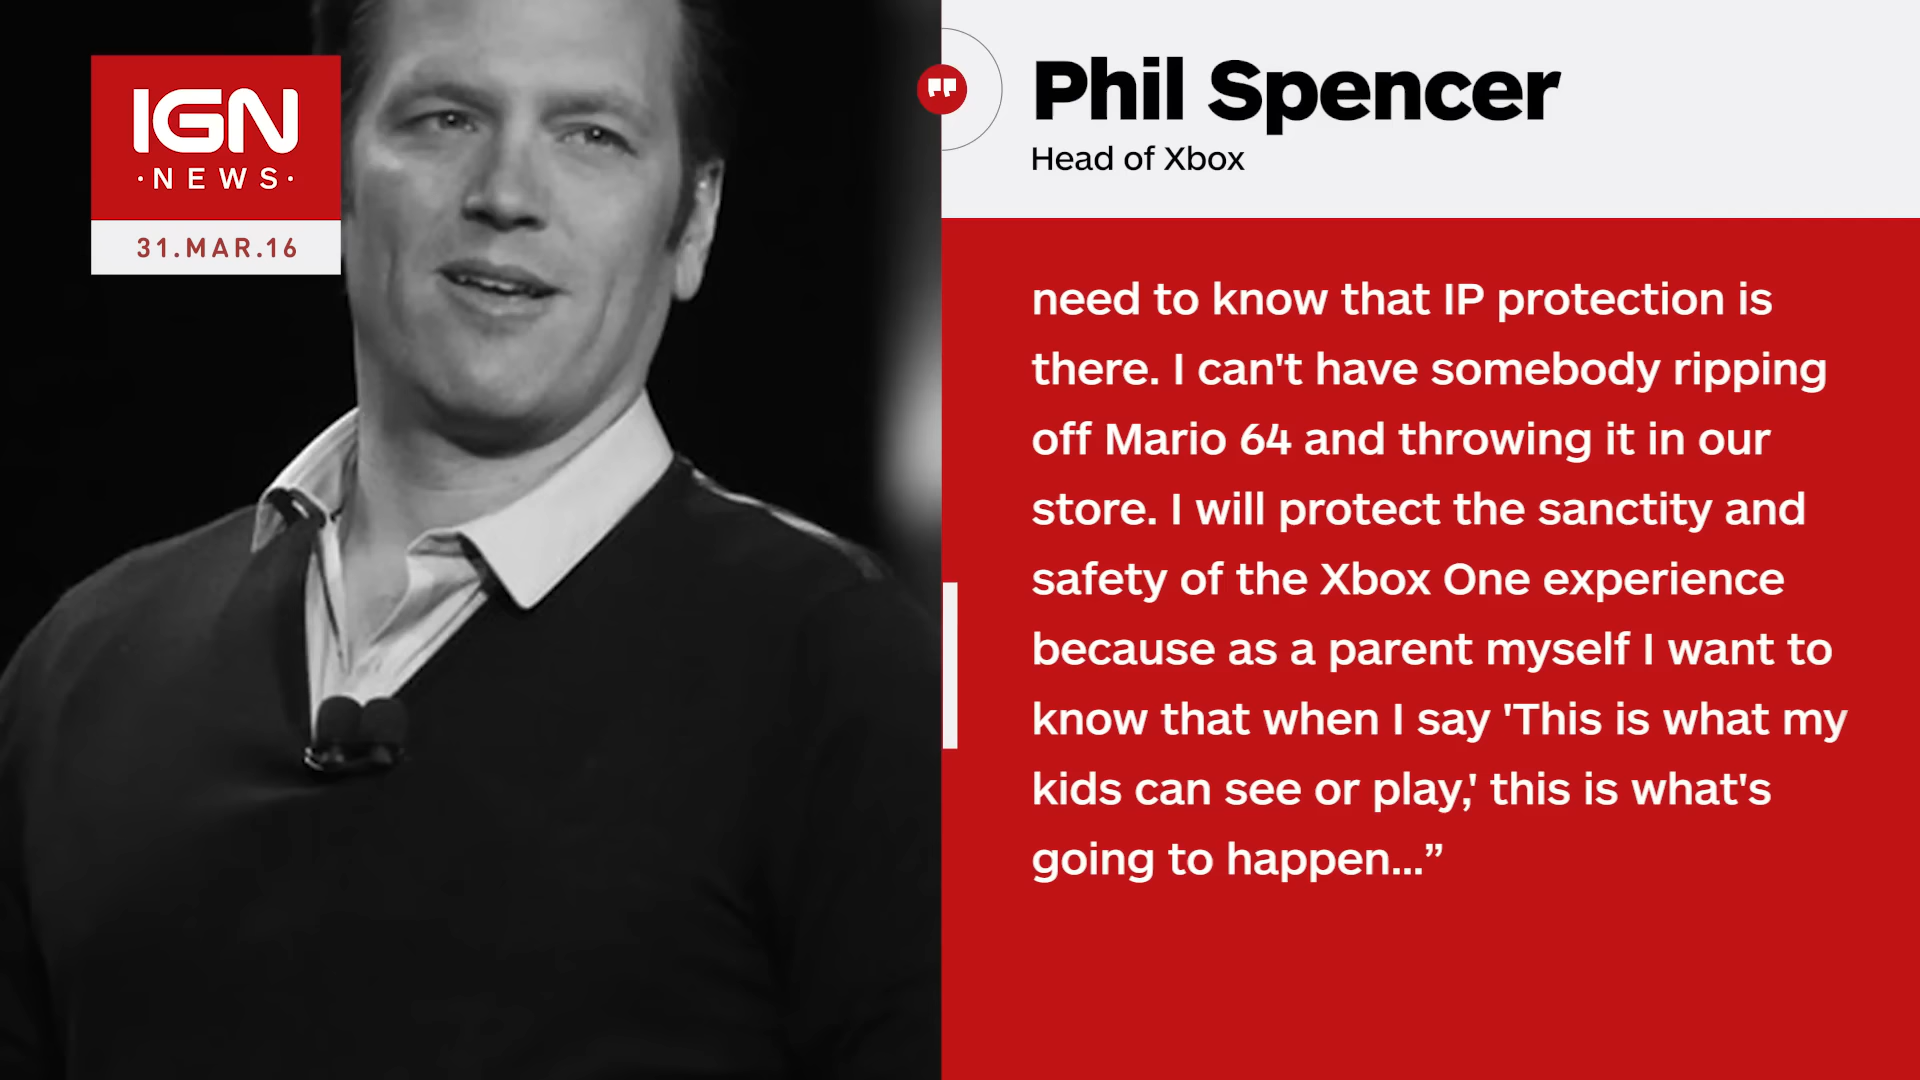 IGN
·NEWS·
31.MAR.16
Phil Spencer
Head of Xbox
need to know that IP protection is
there. I can't have somebody ripping
off Mario 64 and throwing it in our
store. I will protect the sanctity and
safety of the Xbox One experience
because as a parent myself I want to
know that when I say 'This is what my
kids can see or play,' this is what's
going to happen...”